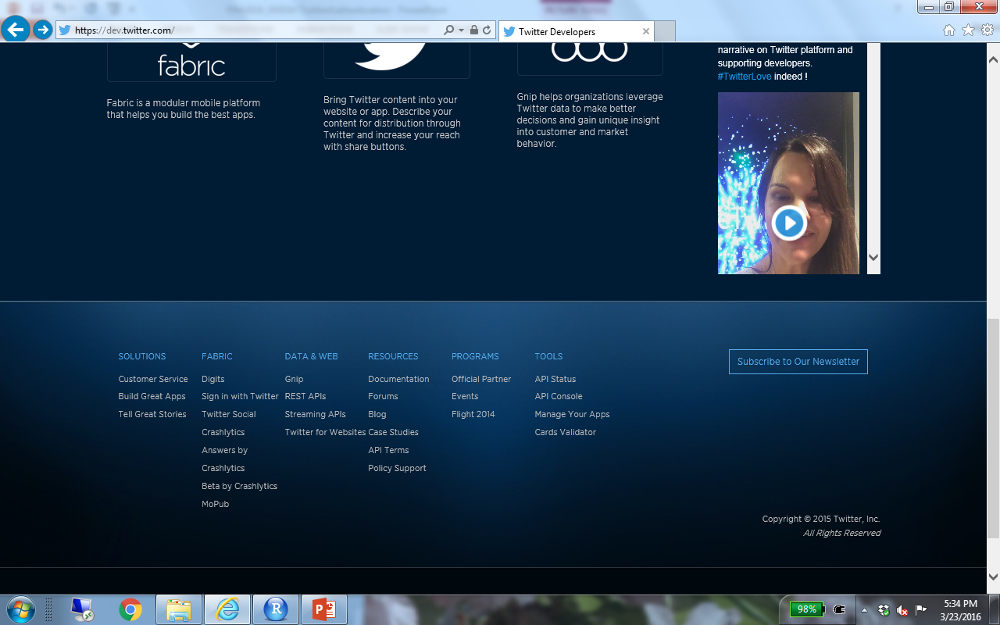 https://dev.twitter.com/
Twitter Developers
fabric
Fabric is a modular mobile platform
that helps you build the best apps.
Bring Twitter content into your
website or app. Describe your
content for distribution through
Twitter and increase your reach
with share buttons.
Gnip helps organizations leverage
Twitter data to make better
decisions and gain unique insight
into customer and market
behavior.
narrative on Twitter platform and
supporting developers.
#TwitterLove indeed !
SOLUTIONS
Customer Service
Build Great Apps
Tell Great Stories
FABRIC
Digits
Sign in with Twitter
Twitter Social
Crashlytics
Answers by
Crashlytics
Beta by Crashlytics
MoPub
DATA & WEB
Gnip
REST APIs
Streaming APIs
Twitter for Websites
RESOURCES
Documentation
Forums
Blog
Case Studies
API Terms
Policy Support
PROGRAMS
Official Partner
Events
Flight 2014
TOOLS
API Status
API Console
Manage Your Apps
Cards Validator
Subscribe to Our Newsletter
Copyright © 2015 Twitter, Inc.
All Rights Reserved
98%
5:34 PM
3/23/2016